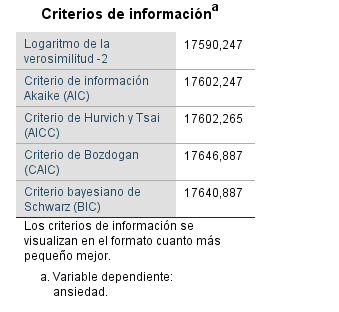 Criterios de información a
Logaritmo de la
verosimilitud -2
17590,247
Criterio de información
Akaike (AIC)
17602,247
Criterio de Hurvich y Tsai
(AICC)
17602,265
Criterio de Bozdogan
(CAIC)
17646,887
Criterio bayesiano de
Schwarz (BIC)
17640,887
Los criterios de información se
visualizan en el formato cuanto más
pequeño mejor.
a. Variable dependiente:
ansiedad.